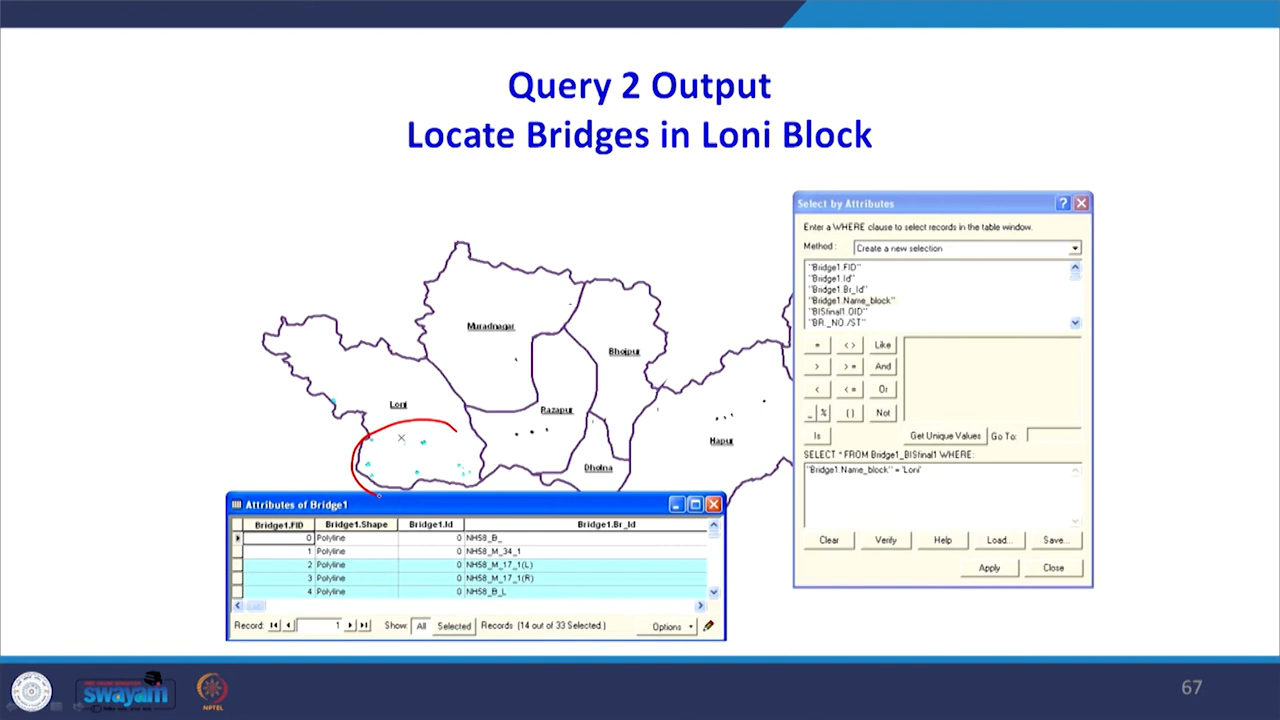 Query 2 Output
Locate Bridges in Loni Block
Muradnagar
Bhojpur
Loni
Razapur
Hapur
Dholna
Select by Attributes
Enter a WHERE clause to select records in the table window.
Method : Create a new selection
"Bridge1.FID"
"Bridge1.Id"
"Bridge1.Br_Id"
"Bridge1.Name_block"
"BISfinal1.OID"
"BR_NO./ST"
= < > Like
> > = And
< < = Or
_ % ( ) Not
Is Get Unique Values Go To:
SELECT * FROM Bridge1_BISfinal1 WHERE:
"Bridge1.Name_block" = 'Loni'
Clear Verify Help Load... Save...
Apply Close
Attributes of Bridge1
Bridge1.FID Bridge1.Shape Bridge1.Id Bridge1.Br_Id
0 Polyline 0 NH58_B_
1 Polyline 0 NH58_M_34_1
2 Polyline 0 NH58_M_17_1(L)
3 Polyline 0 NH58_M_17_1(R)
4 Polyline 0 NH58_B_L
Record: 1 Show: All Selected Records (14 out of 33 Selected.) Options
swayam
NPTEL
67